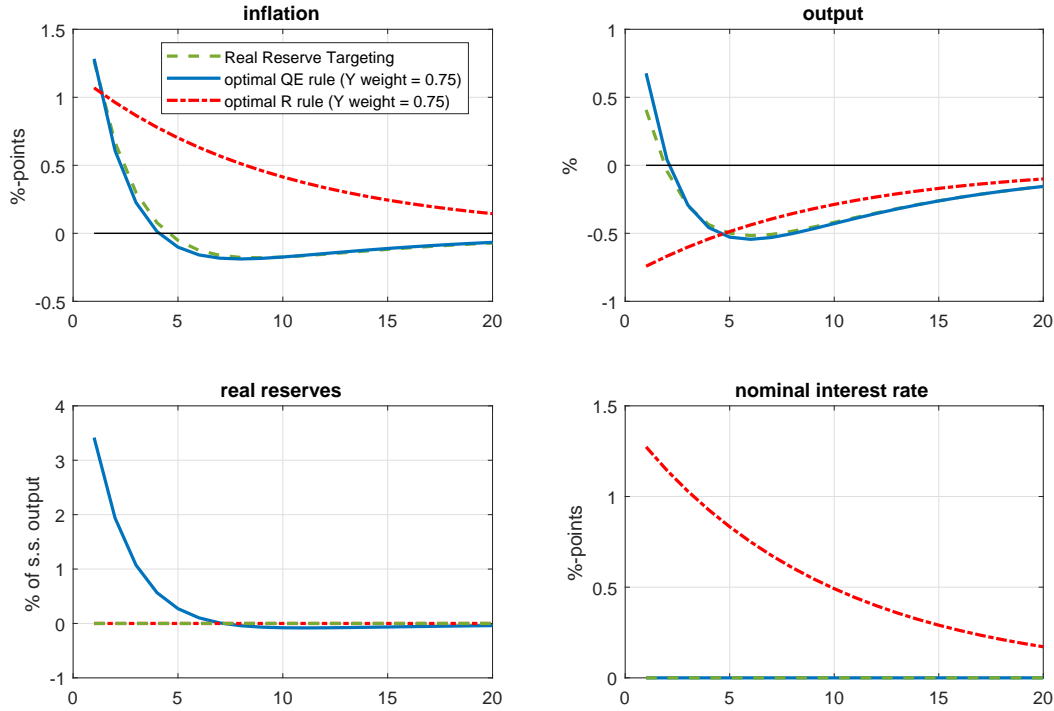 inflation
1.5
1
0.5
0
-0.5
%-points
Real Reserve Targeting
optimal QE rule (Y weight = 0.75)
optimal R rule (Y weight = 0.75)
0 5 10 15 20
output
1
0.5
0
-0.5
-1
%
0 5 10 15 20
real reserves
4
3
2
1
0
-1
% of s.s. output
0 5 10 15 20
nominal interest rate
1.5
1
0.5
0
%-points
0 5 10 15 20